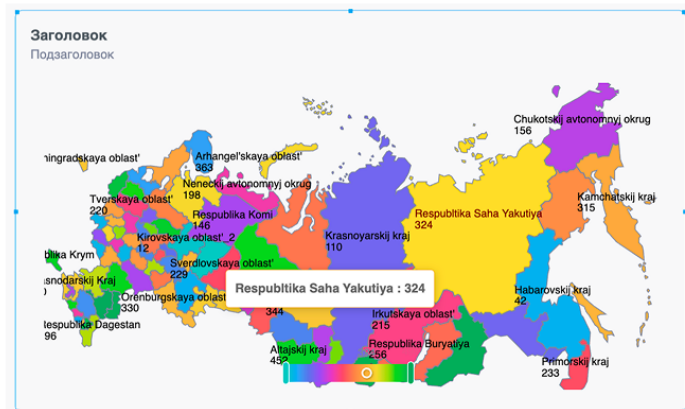 Заголовок
Подзаголовок
Chukotskij avtonomnyj okrug
156
ningradskaya oblast'
Arhangel'skaya oblast'
363
Neneckij avtonomnyj okrug
198
Kamchatskij kraj
315
Tverskaya oblast'
220
Respublika Komi
146
Respubltika Saha Yakutiya
324
Kirovskaya oblast'_2
12
Krasnoyarskij kraj
110
blika Krym
Sverdlovskaya oblast'
229
asnodarskij Kraj
Respubltika Saha Yakutiya : 324
Habarovskij kraj
42
Orenburgskaya oblast'
330
344
Irkutskaya oblast'
215
Respublika Dagestan
96
Altajskij kraj
452
Respublika Buryatiya
256
Primorskij kraj
233